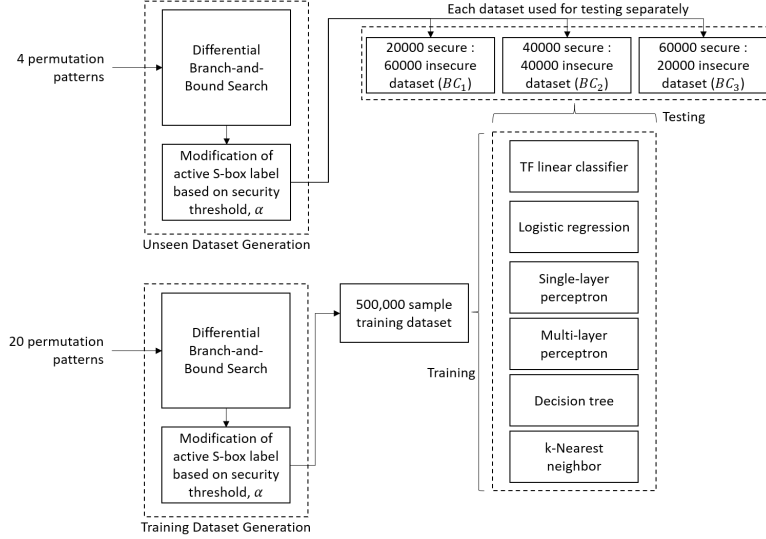 Each dataset used for testing separately
4 permutation
patterns
Differential
Branch-and-
Bound Search
20000 secure :
60000 insecure
dataset (BC₁)
40000 secure :
40000 insecure
dataset (BC₂)
60000 secure :
20000 insecure
dataset (BC₃)
Modification of
active S-box label
based on security
threshold, α
Unseen Dataset Generation
Testing
TF linear classifier
Logistic regression
Single-layer
perceptron
Multi-layer
perceptron
Decision tree
k-Nearest
neighbor
20 permutation
patterns
Differential
Branch-and-
Bound Search
500,000 sample
training dataset
Training
Modification of
active S-box label
based on security
threshold, α
Training Dataset Generation